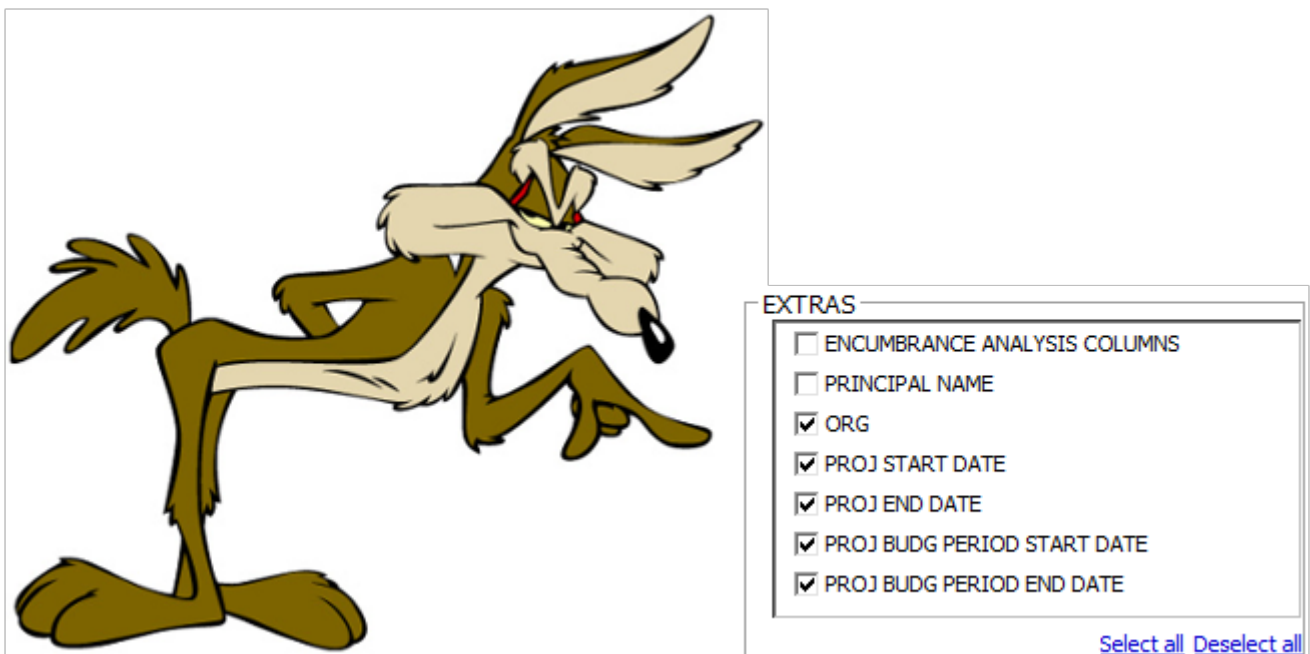 EXTRAS
ENCUMBRANCE ANALYSIS COLUMNS
PRINCIPAL NAME
ORG
PROJ START DATE
PROJ END DATE
PROJ BUDG PERIOD START DATE
PROJ BUDG PERIOD END DATE
Select all Deselect all